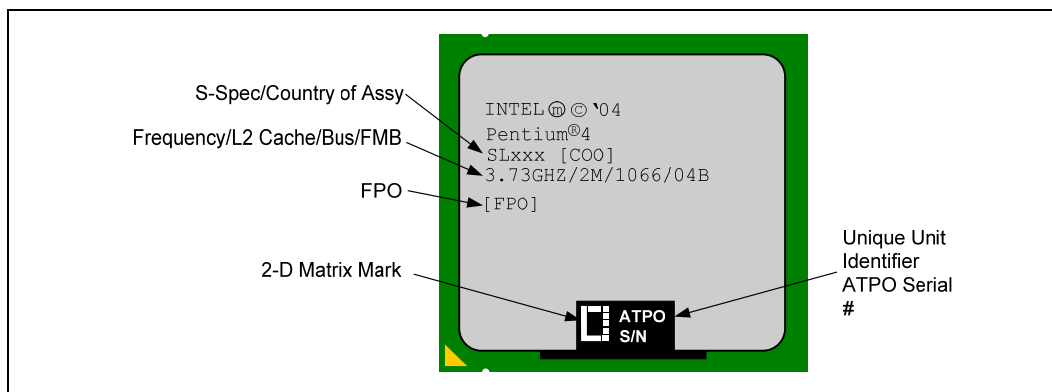 S-Spec/Country of Assy
Frequency/L2 Cache/Bus/FMB
FPO
2-D Matrix Mark
INTEL ⓜ © '04
Pentium®4
SLxxx [COO]
3.73GHZ/2M/1066/04B
[FPO]
ATPO
S/N
Unique Unit
Identifier
ATPO Serial
#